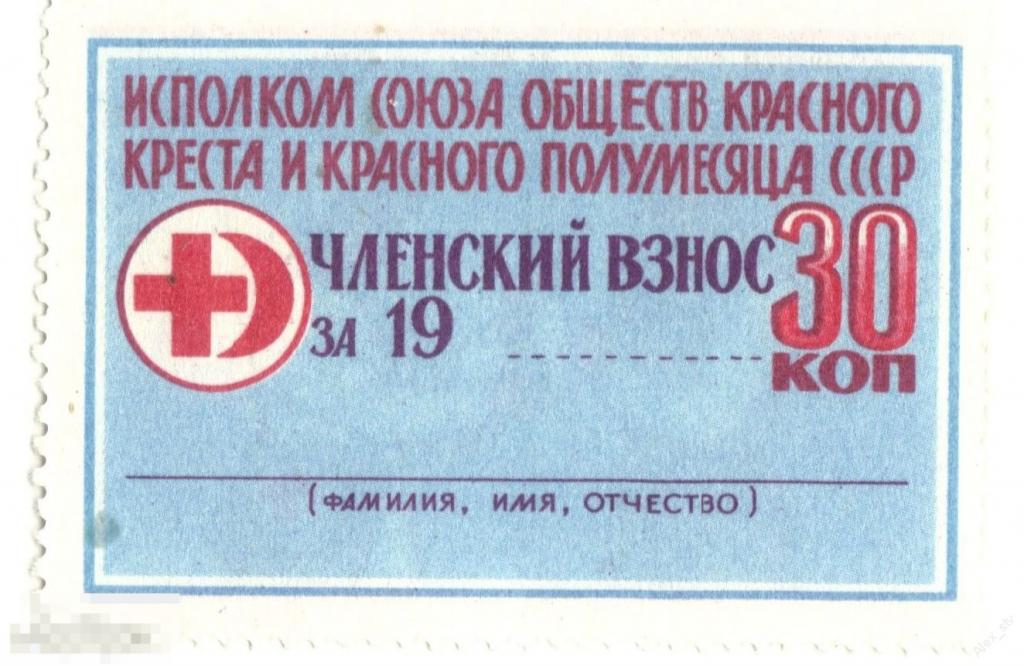 ИСПОЛКОМ СОЮЗА ОБЩЕСТВ КРАСНОГО
КРЕСТА И КРАСНОГО ПОЛУМЕСЯЦА СССР
ЧЛЕНСКИЙ ВЗНОС
ЗА 19
30
КОП
(ФАМИЛИЯ, ИМЯ, ОТЧЕСТВО)